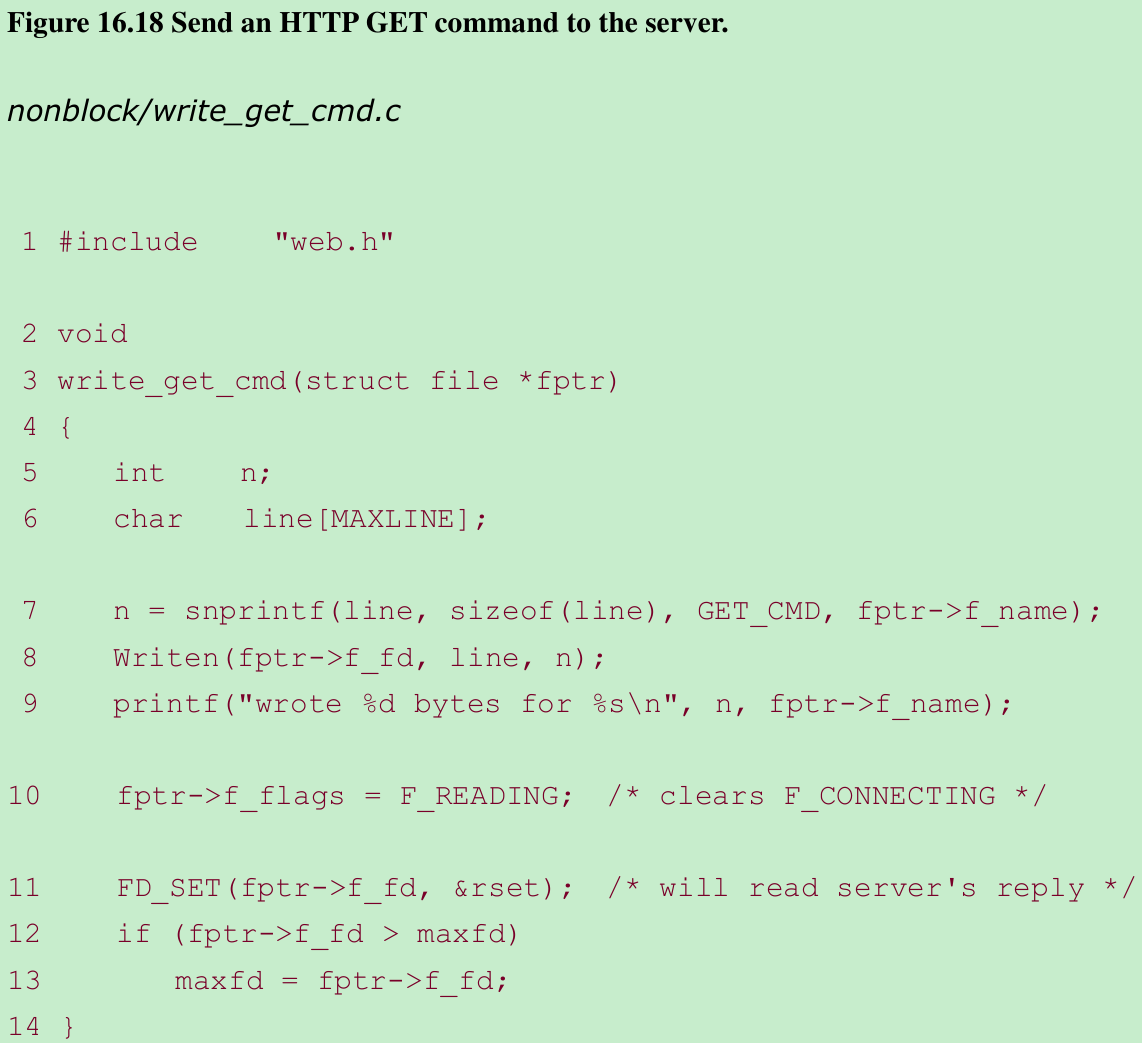 Figure 16.18 Send an HTTP GET command to the server.
nonblock/write_get_cmd.c
1 #include    "web.h"
2 void
3 write_get_cmd(struct file *fptr)
4 {
5     int     n;
6     char    line[MAXLINE];
7     n = snprintf(line, sizeof(line), GET_CMD, fptr->f_name);
8     Writen(fptr->f_fd, line, n);
9     printf("wrote %d bytes for %s\n", n, fptr->f_name);
10     fptr->f_flags = F_READING;  /* clears F_CONNECTING */
11     FD_SET(fptr->f_fd, &rset);  /* will read server's reply */
12     if (fptr->f_fd > maxfd)
13         maxfd = fptr->f_fd;
14 }